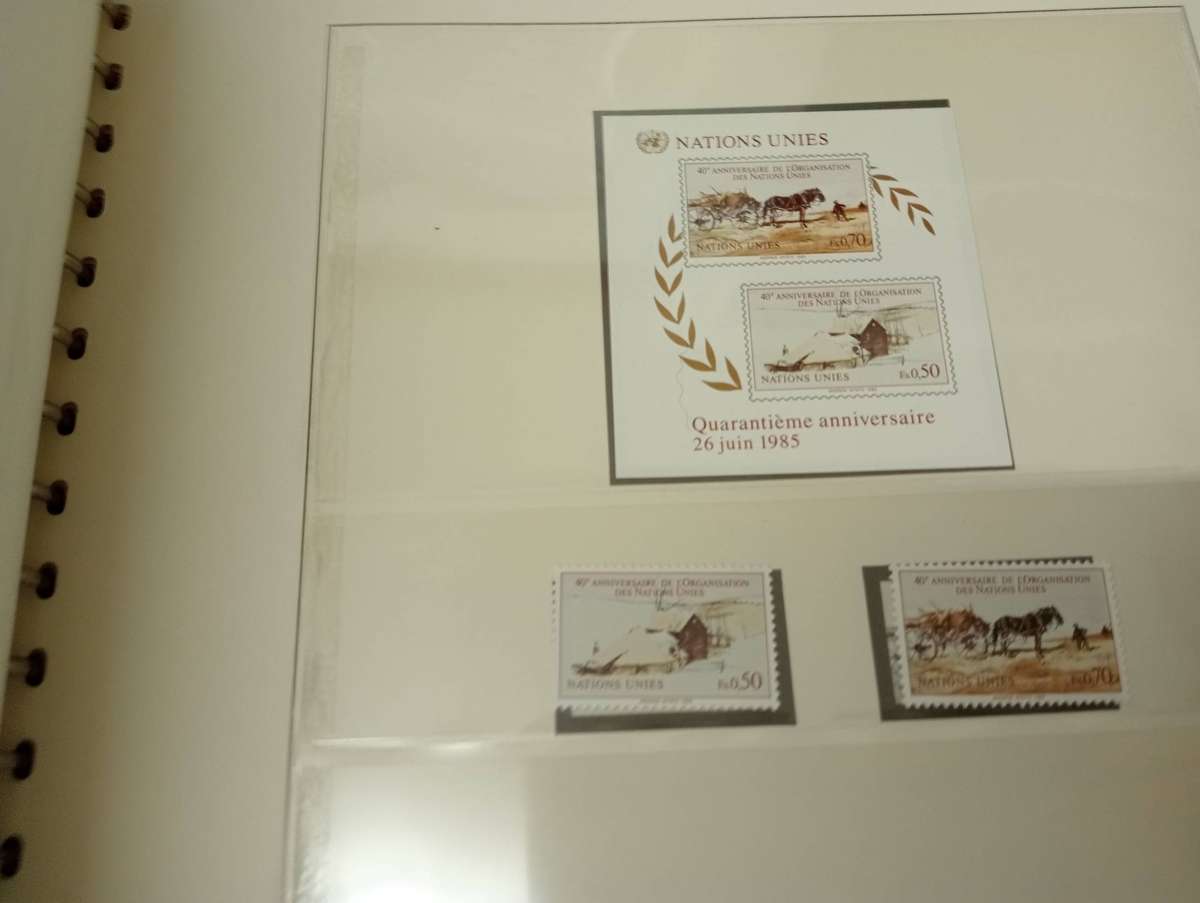 NATIONS UNIES
40e ANNIVERSAIRE DE L'ORGANISATION
DES NATIONS UNIES
NATIONS UNIES Fs.0,70
40e ANNIVERSAIRE DE L'ORGANISATION
DES NATIONS UNIES
NATIONS UNIES Fs.0,50
Quarantième anniversaire
26 juin 1985
40e ANNIVERSAIRE DE L'ORGANISATION
DES NATIONS UNIES
NATIONS UNIES Fs.0,50
40e ANNIVERSAIRE DE L'ORGANISATION
DES NATIONS UNIES
NATIONS UNIES Fs.0,70